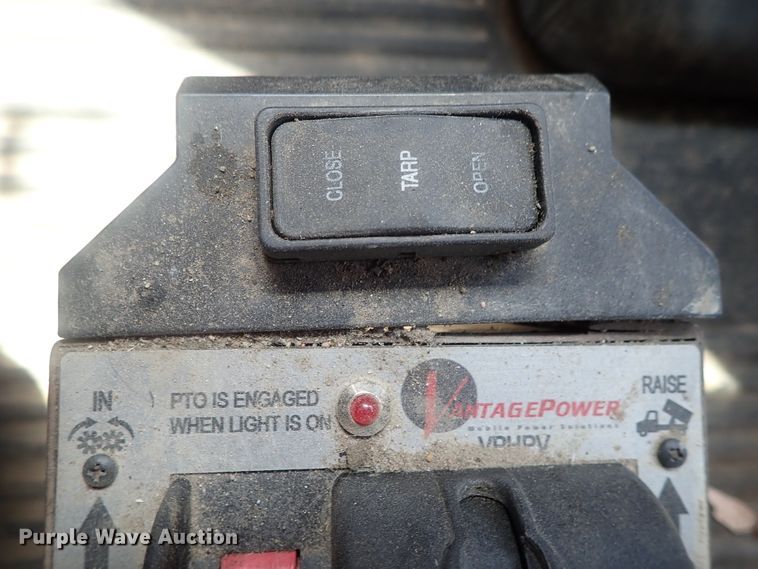 CLOSE
TARP
OPEN
IN
PTO IS ENGAGED
WHEN LIGHT IS ON
VANTAGEPOWER
Mobile Power Solutions
VPHPV
RAISE
Purple Wave Auction